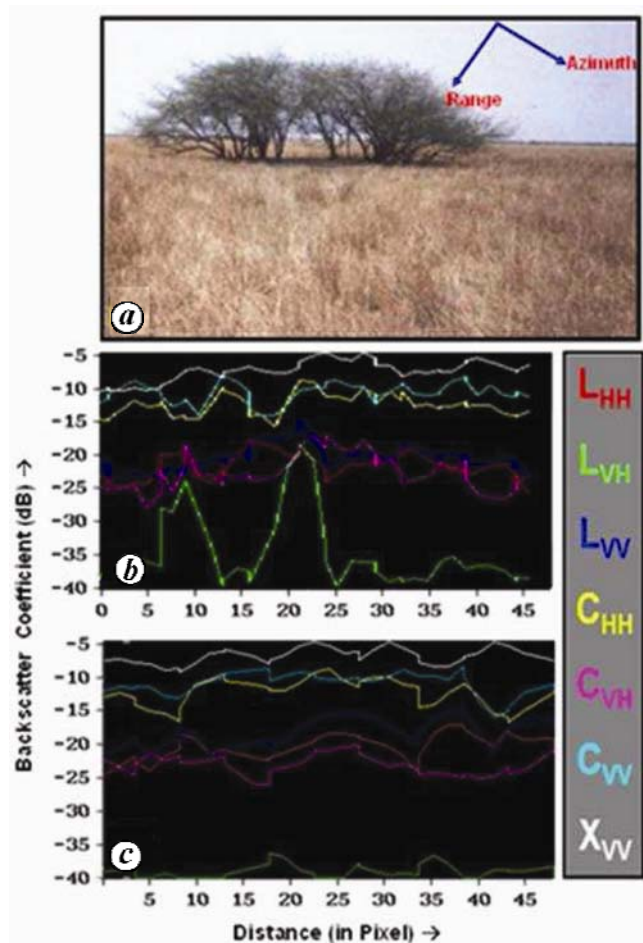 Azimuth
Range
a
Backscatter Coefficient (dB) →
-5
-10
-15
-20
-25
-30
-35
-40
b
0 5 10 15 20 25 30 35 40 45
-5
-10
-15
-20
-25
-30
-35
-40
c
5 10 15 20 25 30 35 40 45
Distance (in Pixel) →
LHH
LVH
LVV
CHH
CVH
CVV
XVV